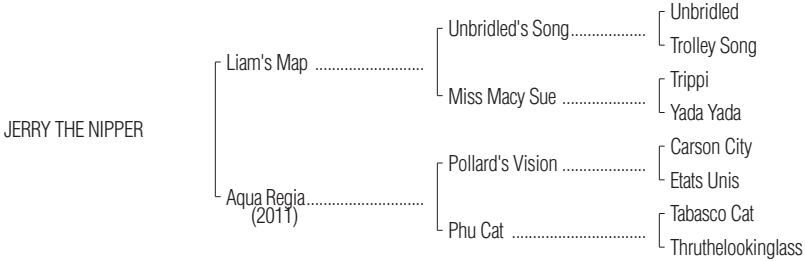 Unbridled
Unbridled's Song..................
Trolley Song
Liam's Map ..........................
Trippi
Miss Macy Sue ....................
Yada Yada
JERRY THE NIPPER
Carson City
Pollard's Vision ....................
Etats Unis
Aqua Regia............................
(2011)
Tabasco Cat
Phu Cat ................................
Thruthelookinglass